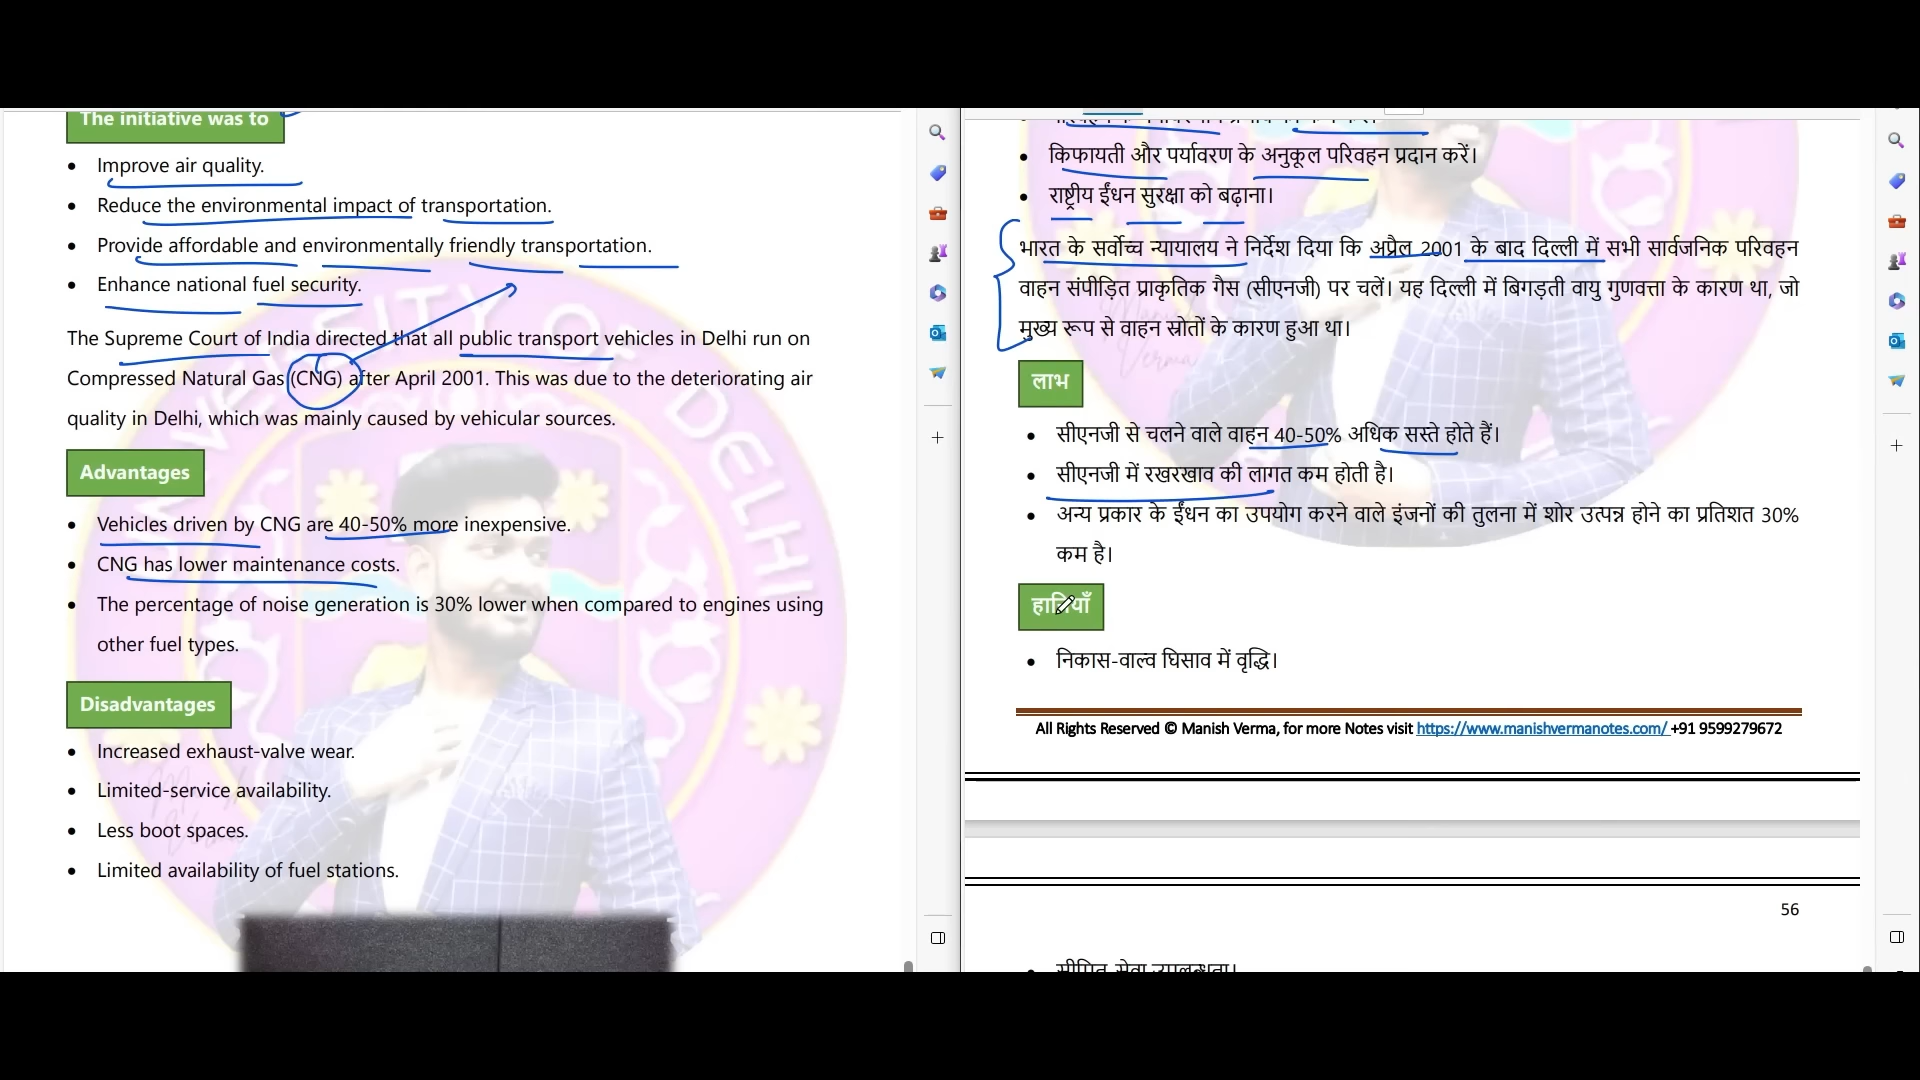 The initiative was to
• Improve air quality.
• Reduce the environmental impact of transportation.
• Provide affordable and environmentally friendly transportation.
• Enhance national fuel security.
The Supreme Court of India directed that all public transport vehicles in Delhi run on
Compressed Natural Gas (CNG) after April 2001. This was due to the deteriorating air
quality in Delhi, which was mainly caused by vehicular sources.
Advantages
• Vehicles driven by CNG are 40-50% more inexpensive.
• CNG has lower maintenance costs.
• The percentage of noise generation is 30% lower when compared to engines using
other fuel types.
Disadvantages
• Increased exhaust-valve wear.
• Limited-service availability.
• Less boot spaces.
• Limited availability of fuel stations.
• किफायती और पर्यावरण के अनुकूल परिवहन प्रदान करें।
• राष्ट्रीय ईंधन सुरक्षा को बढ़ाना।
भारत के सर्वोच्च न्यायालय ने निर्देश दिया कि अप्रैल 2001 के बाद दिल्ली में सभी सार्वजनिक परिवहन
वाहन संपीड़ित प्राकृतिक गैस (सीएनजी) पर चलें। यह दिल्ली में बिगड़ती वायु गुणवत्ता के कारण था, जो
मुख्य रूप से वाहन स्रोतों के कारण हुआ था।
लाभ
• सीएनजी से चलने वाले वाहन 40-50% अधिक सस्ते होते हैं।
• सीएनजी में रखरखाव की लागत कम होती है।
• अन्य प्रकार के ईंधन का उपयोग करने वाले इंजनों की तुलना में शोर उत्पन्न होने का प्रतिशत 30%
कम है।
हानियाँ
• निकास-वाल्व घिसाव में वृद्धि।
All Rights Reserved © Manish Verma, for more Notes visit https://www.manishvermanotes.com/ +91 9599279672
56
• सीमित-सेवा उपलब्धता।
UNIVERSITY OF DELHI